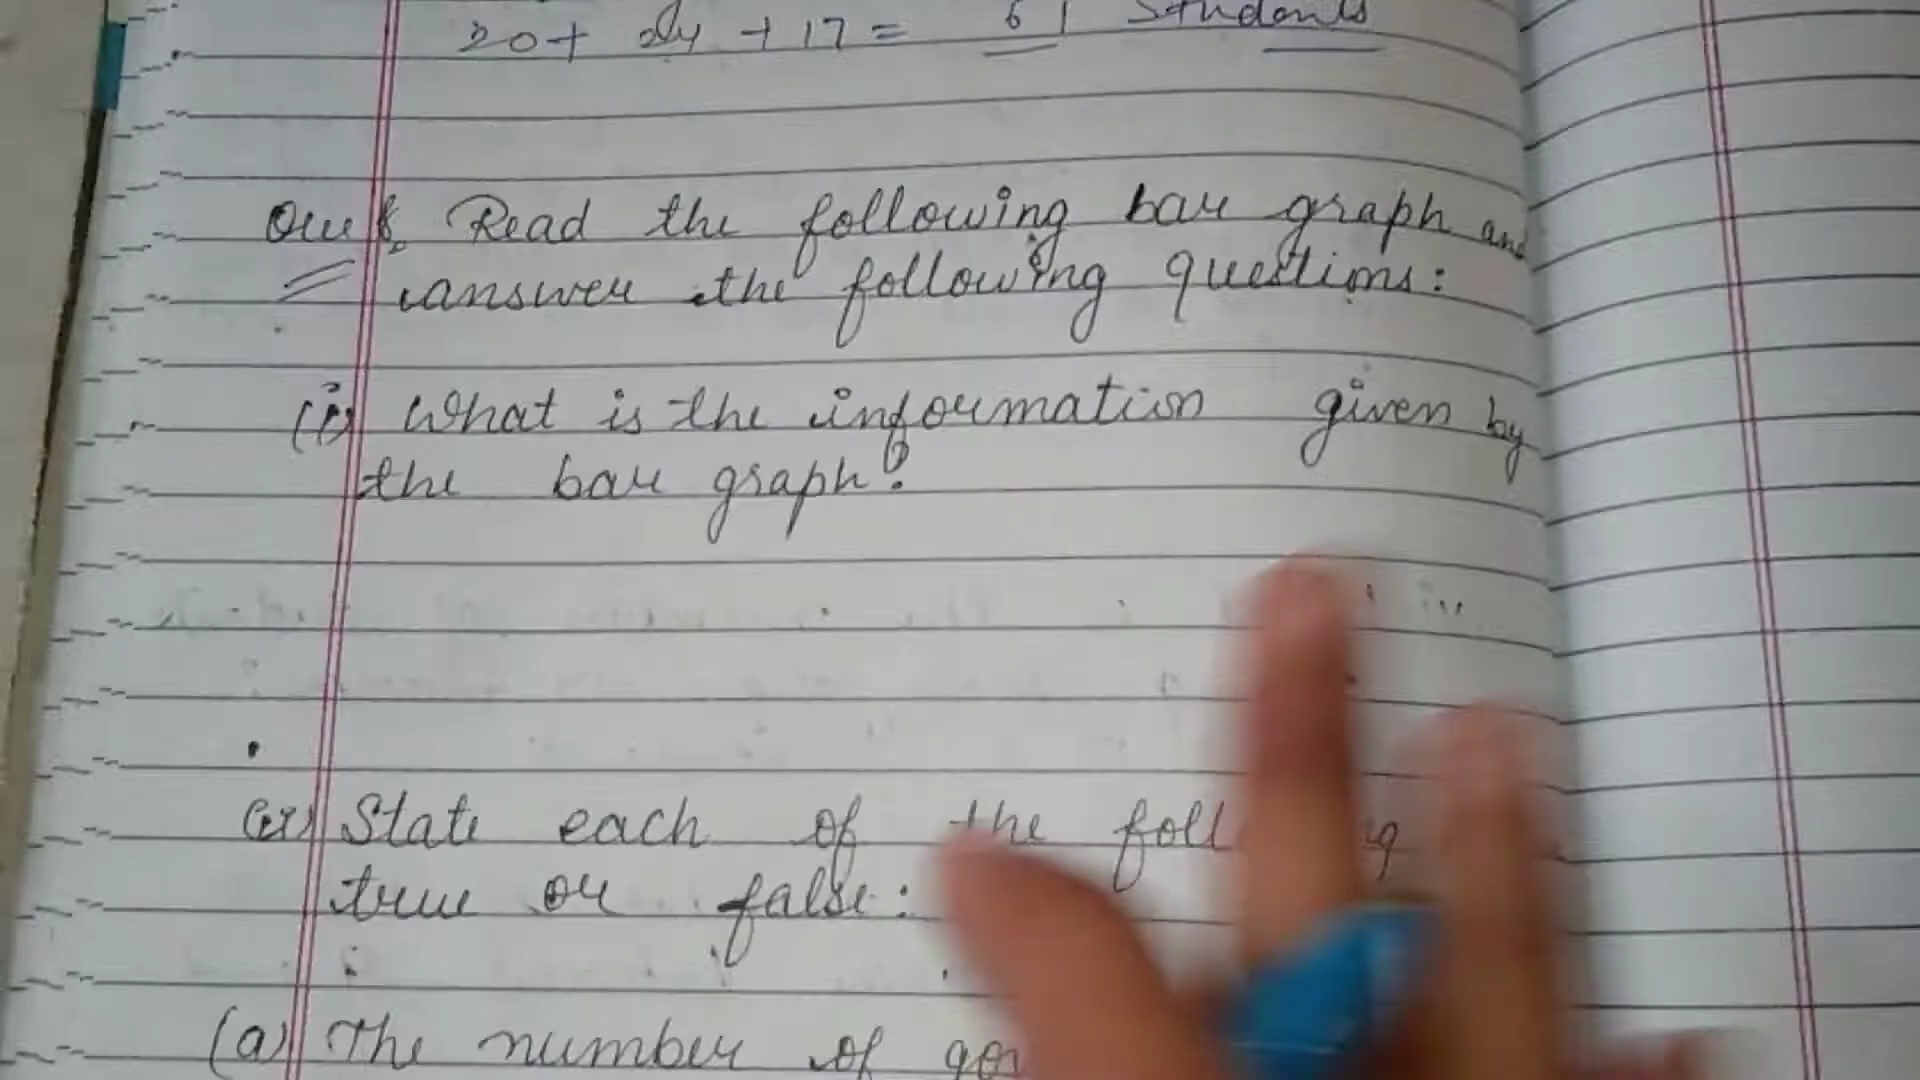 20+ 24 + 17 = 61 Students
Que 8. Read the following bar graph and
answer the following questions:
(i) What is the information given by
the bar graph?
(ii) State each of the
true or false:
(a) The number of